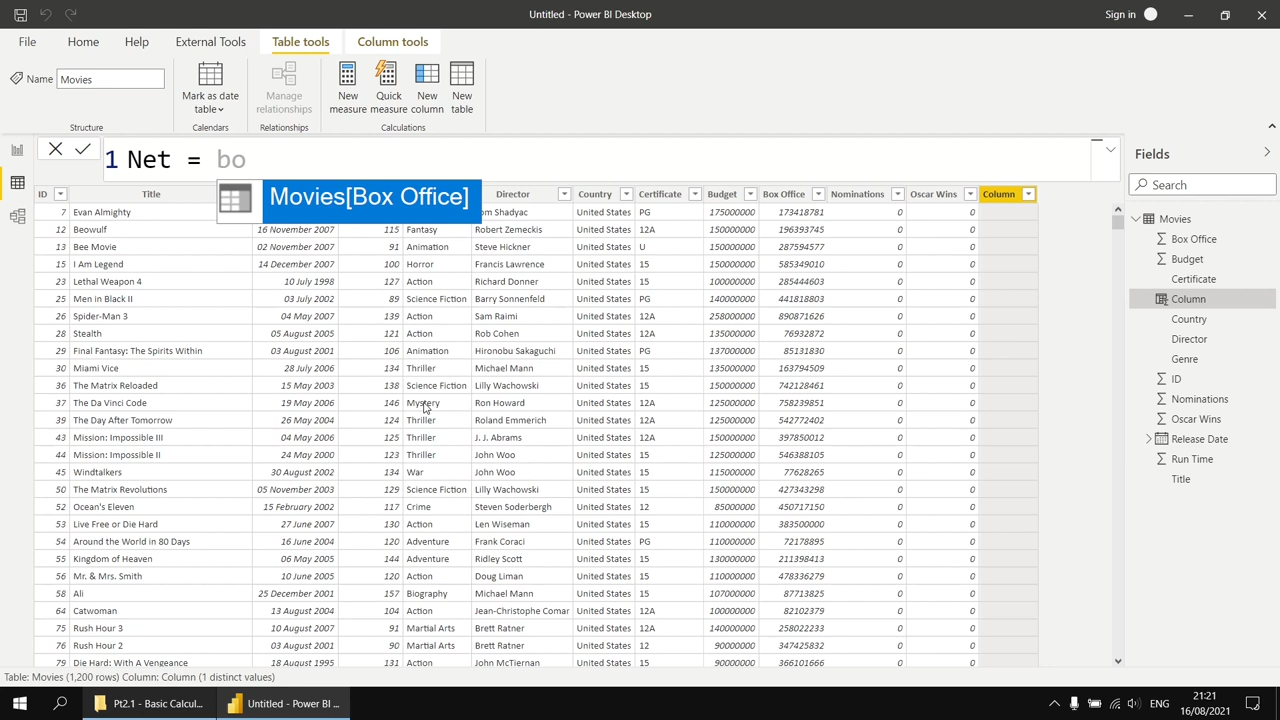 Untitled - Power BI Desktop
Sign in
File Home Help External Tools Table tools Column tools
Name Movies
Mark as date table
Manage relationships
New measure
Quick measure
New column
New table
Structure Calendars Relationships Calculations
1 Net = bo
Movies[Box Office]
ID Title Director Country Certificate Budget Box Office Nominations Oscar Wins Column
7 Evan Almighty om Shadyac United States PG 175000000 173418781 0 0
12 Beowulf 16 November 2007 115 Fantasy Robert Zemeckis United States 12A 150000000 196393745 0 0
13 Bee Movie 02 November 2007 91 Animation Steve Hickner United States U 150000000 287594577 0 0
15 I Am Legend 14 December 2007 100 Horror Francis Lawrence United States 15 150000000 585349010 0 0
23 Lethal Weapon 4 10 July 1998 127 Action Richard Donner United States 15 100000000 285444603 0 0
25 Men in Black II 03 July 2002 89 Science Fiction Barry Sonnenfeld United States PG 140000000 441818803 0 0
26 Spider-Man 3 04 May 2007 139 Action Sam Raimi United States 12A 258000000 890871626 0 0
28 Stealth 05 August 2005 121 Action Rob Cohen United States 12A 135000000 76932872 0 0
29 Final Fantasy: The Spirits Within 03 August 2001 106 Animation Hironobu Sakaguchi United States PG 137000000 85131830 0 0
30 Miami Vice 28 July 2006 134 Thriller Michael Mann United States 15 135000000 163794509 0 0
36 The Matrix Reloaded 15 May 2003 138 Science Fiction Lilly Wachowski United States 15 150000000 742128461 0 0
37 The Da Vinci Code 19 May 2006 146 Mystery Ron Howard United States 12A 125000000 758239851 0 0
39 The Day After Tomorrow 26 May 2004 124 Thriller Roland Emmerich United States 12A 125000000 542772402 0 0
43 Mission: Impossible III 04 May 2006 125 Thriller J. J. Abrams United States 12A 150000000 397850012 0 0
44 Mission: Impossible II 24 May 2000 123 Thriller John Woo United States 15 125000000 546388105 0 0
45 Windtalkers 30 August 2002 134 War John Woo United States 15 115000000 77628265 0 0
50 The Matrix Revolutions 05 November 2003 129 Science Fiction Lilly Wachowski United States 15 150000000 427343298 0 0
52 Ocean's Eleven 15 February 2002 117 Crime Steven Soderbergh United States 12 85000000 450717150 0 0
53 Live Free or Die Hard 27 June 2007 130 Action Len Wiseman United States 15 110000000 383500000 0 0
54 Around the World in 80 Days 16 June 2004 120 Adventure Frank Coraci United States PG 110000000 72178895 0 0
55 Kingdom of Heaven 06 May 2005 144 Adventure Ridley Scott United States 15 130000000 211398413 0 0
56 Mr. & Mrs. Smith 10 June 2005 120 Action Doug Liman United States 15 110000000 478336279 0 0
58 Ali 25 December 2001 157 Biography Michael Mann United States 15 107000000 87713825 0 0
64 Catwoman 13 August 2004 104 Action Jean-Christophe Comar United States 12A 100000000 82102379 0 0
75 Rush Hour 3 10 August 2007 91 Martial Arts Brett Ratner United States 12A 140000000 258022233 0 0
76 Rush Hour 2 03 August 2001 90 Martial Arts Brett Ratner United States 12 90000000 347425832 0 0
79 Die Hard: With A Vengeance 18 August 1995 131 Action John McTiernan United States 15 90000000 366101666 0 0
Fields
Search
Movies
Box Office
Budget
Certificate
Column
Country
Director
Genre
ID
Nominations
Oscar Wins
Release Date
Run Time
Title
Table: Movies (1,200 rows) Column: Column (1 distinct values)
Pt2.1 - Basic Calcul...
Untitled - Power BI ...
ENG
21:21
16/08/2021